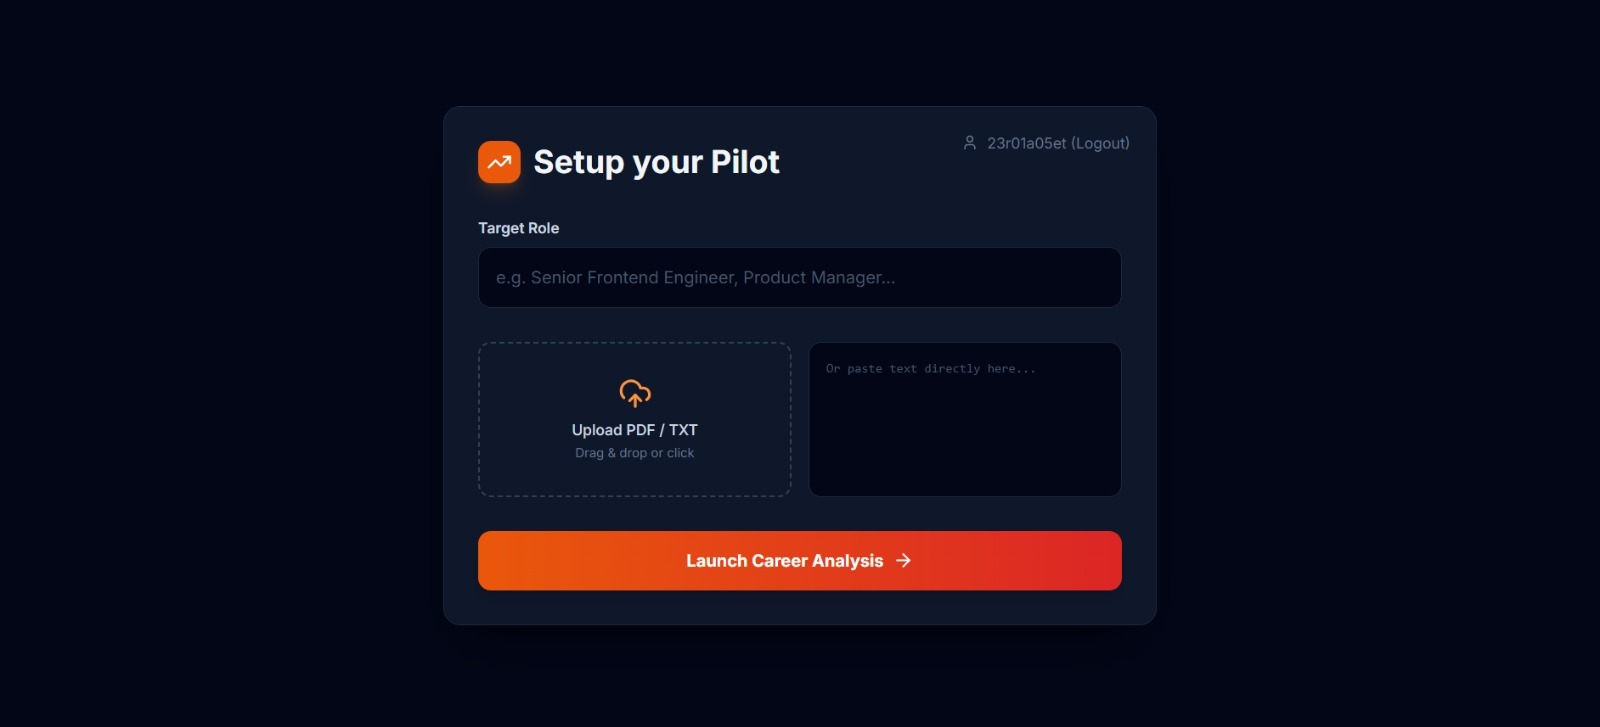 23r01a05et (Logout)
Setup your Pilot
Target Role
e.g. Senior Frontend Engineer, Product Manager...
Upload PDF / TXT
Drag & drop or click
Or paste text directly here...
Launch Career Analysis →